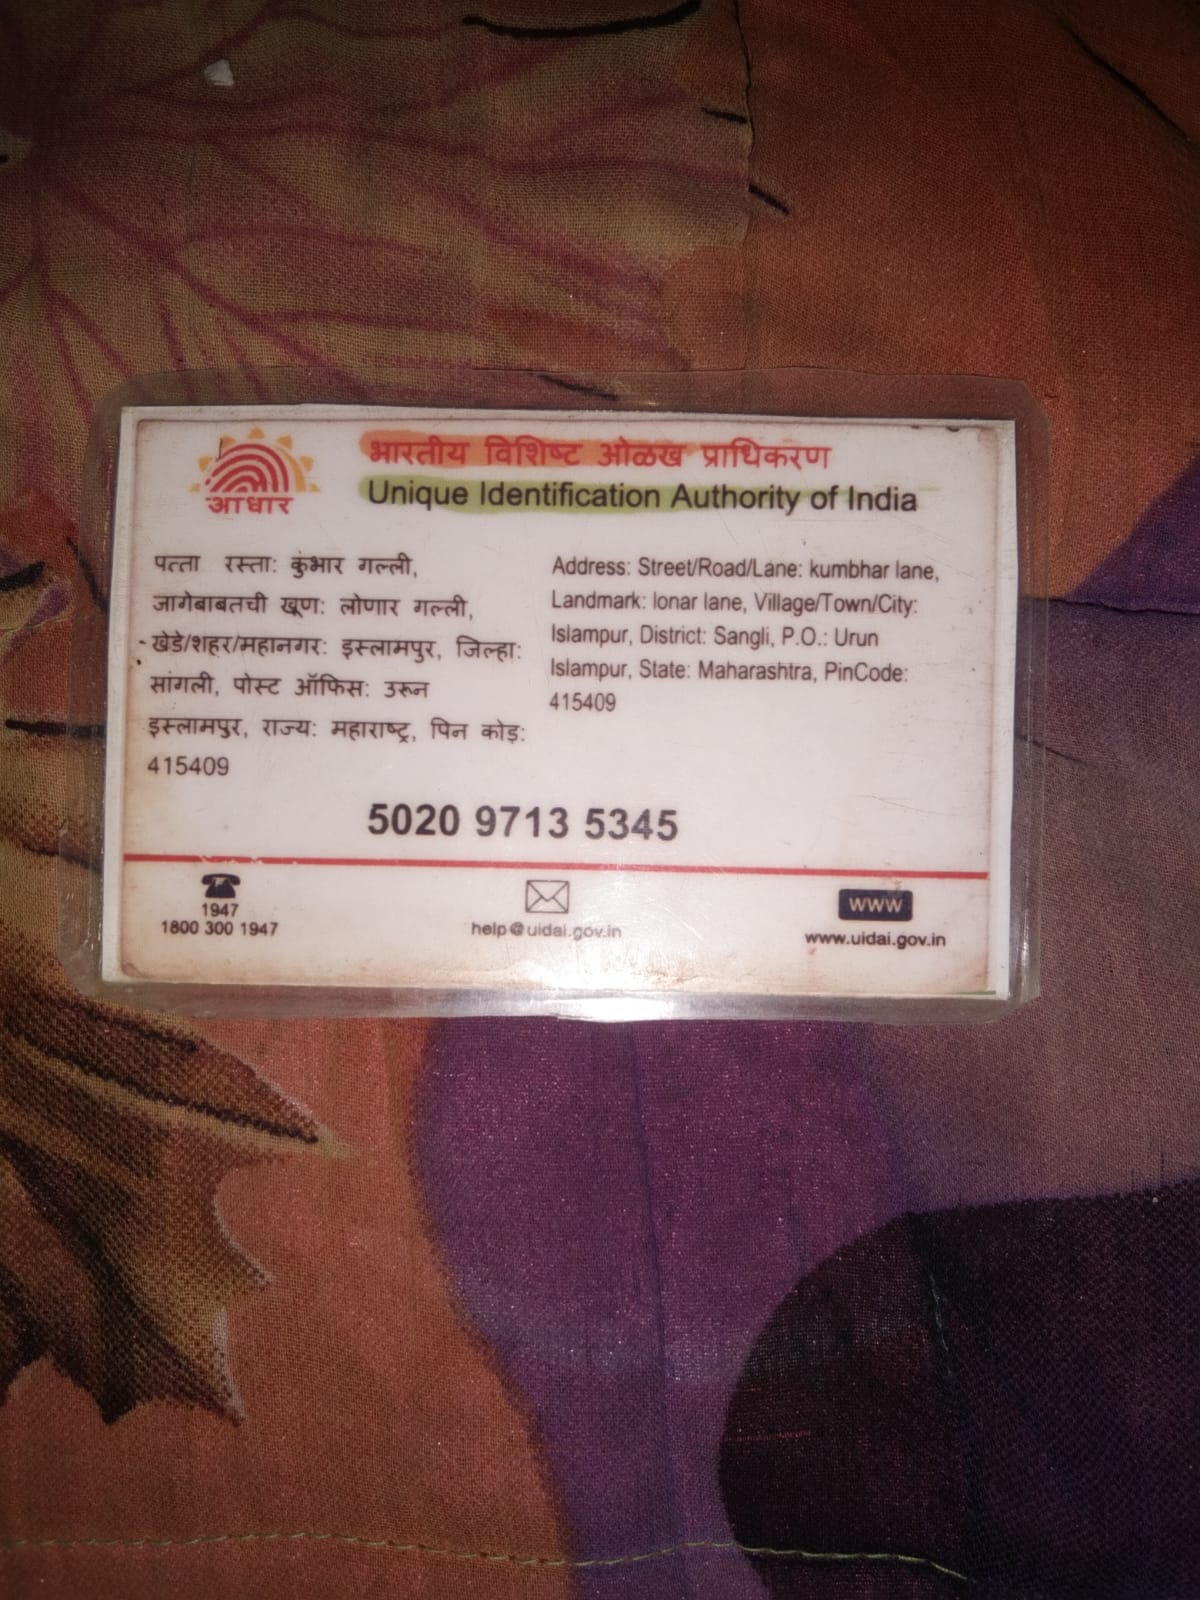 आधार
भारतीय विशिष्ट ओळख प्राधिकरण
Unique Identification Authority of India
पत्ता रस्ता: कुंभार गल्ली,
जागेबाबतची खूण: लोणार गल्ली,
खेडे/शहर/महानगर: इस्लामपुर, जिल्हा:
सांगली, पोस्ट ऑफिस: उरुन
इस्लामपुर, राज्य: महाराष्ट्र, पिन कोड:
415409
Address: Street/Road/Lane: kumbhar lane,
Landmark: lonar lane, Village/Town/City:
Islampur, District: Sangli, P.O.: Urun
Islampur, State: Maharashtra, PinCode:
415409
5020 9713 5345
1947
1800 300 1947
help@uidai.gov.in
www
www.uidai.gov.in